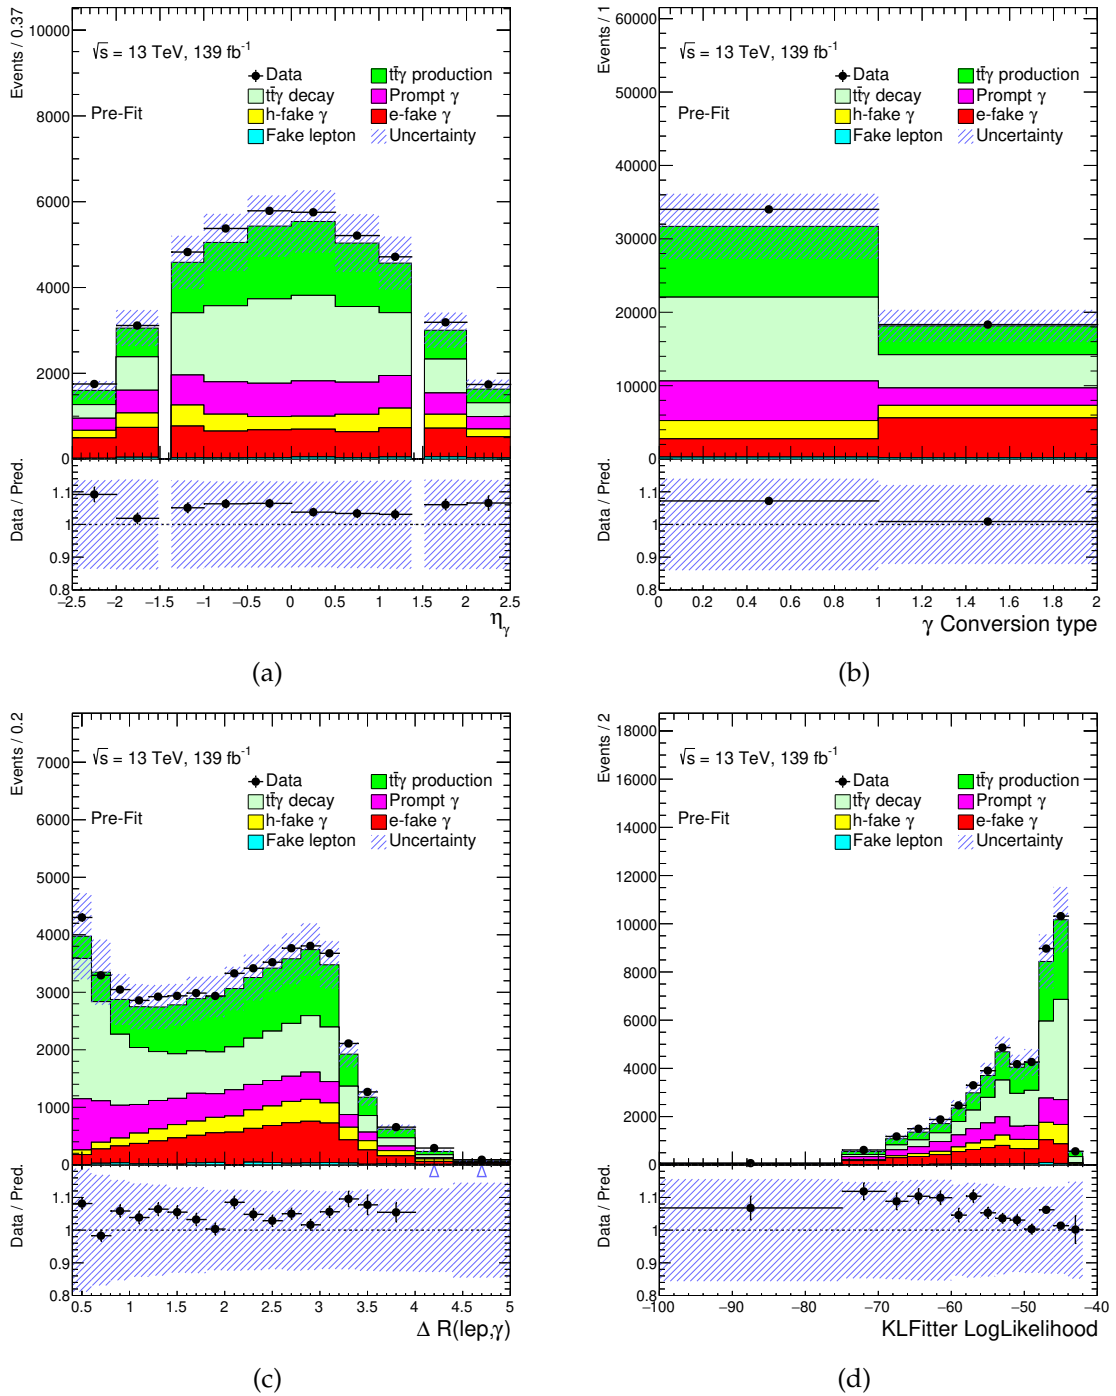 Events / 0.37
10000
8000
6000
4000
2000
0
√s = 13 TeV, 139 fb⁻¹
Pre-Fit
Data
tt̄γ production
tt̄γ decay
Prompt γ
h-fake γ
e-fake γ
Fake lepton
Uncertainty
Data / Pred.
1.1
1
0.9
0.8
−2.5 −2 −1.5 −1 −0.5 0 0.5 1 1.5 2 2.5
ηγ
(a)
Events / 1
60000
50000
40000
30000
20000
10000
0
√s = 13 TeV, 139 fb⁻¹
Pre-Fit
Data
tt̄γ production
tt̄γ decay
Prompt γ
h-fake γ
e-fake γ
Fake lepton
Uncertainty
Data / Pred.
1.1
1
0.9
0.8
0 0.2 0.4 0.6 0.8 1 1.2 1.4 1.6 1.8 2
γ Conversion type
(b)
Events / 0.2
7000
6000
5000
4000
3000
2000
1000
0
√s = 13 TeV, 139 fb⁻¹
Pre-Fit
Data
tt̄γ production
tt̄γ decay
Prompt γ
h-fake γ
e-fake γ
Fake lepton
Uncertainty
Data / Pred.
1.1
1
0.9
0.8
0.5 1 1.5 2 2.5 3 3.5 4 4.5 5
Δ R(lep,γ)
(c)
Events / 2
18000
16000
14000
12000
10000
8000
6000
4000
2000
0
√s = 13 TeV, 139 fb⁻¹
Pre-Fit
Data
tt̄γ production
tt̄γ decay
Prompt γ
h-fake γ
e-fake γ
Fake lepton
Uncertainty
Data / Pred.
1.1
1
0.9
0.8
−100 −90 −80 −70 −60 −50 −40
KLFitter LogLikelihood
(d)